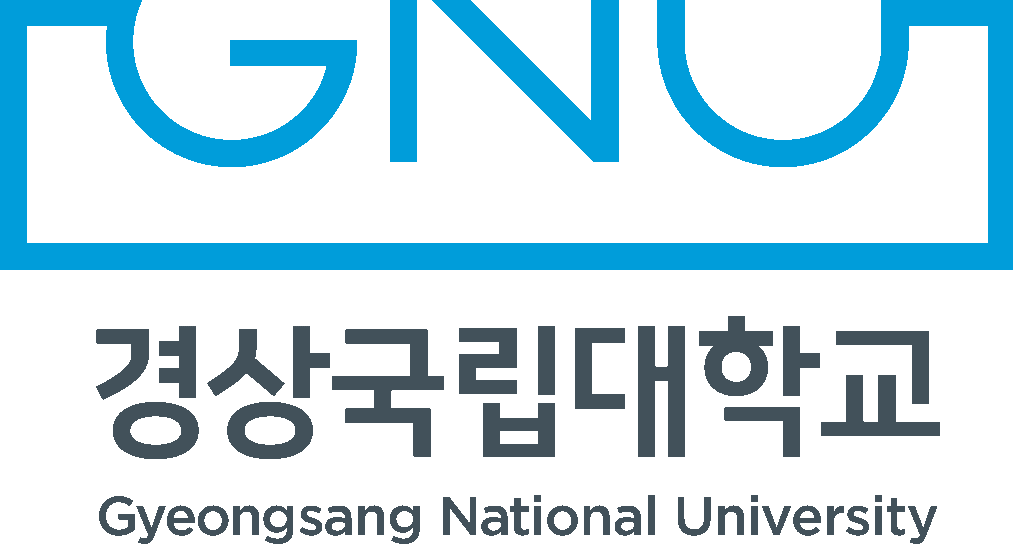 GNU
경상국립대학교
Gyeongsang National University